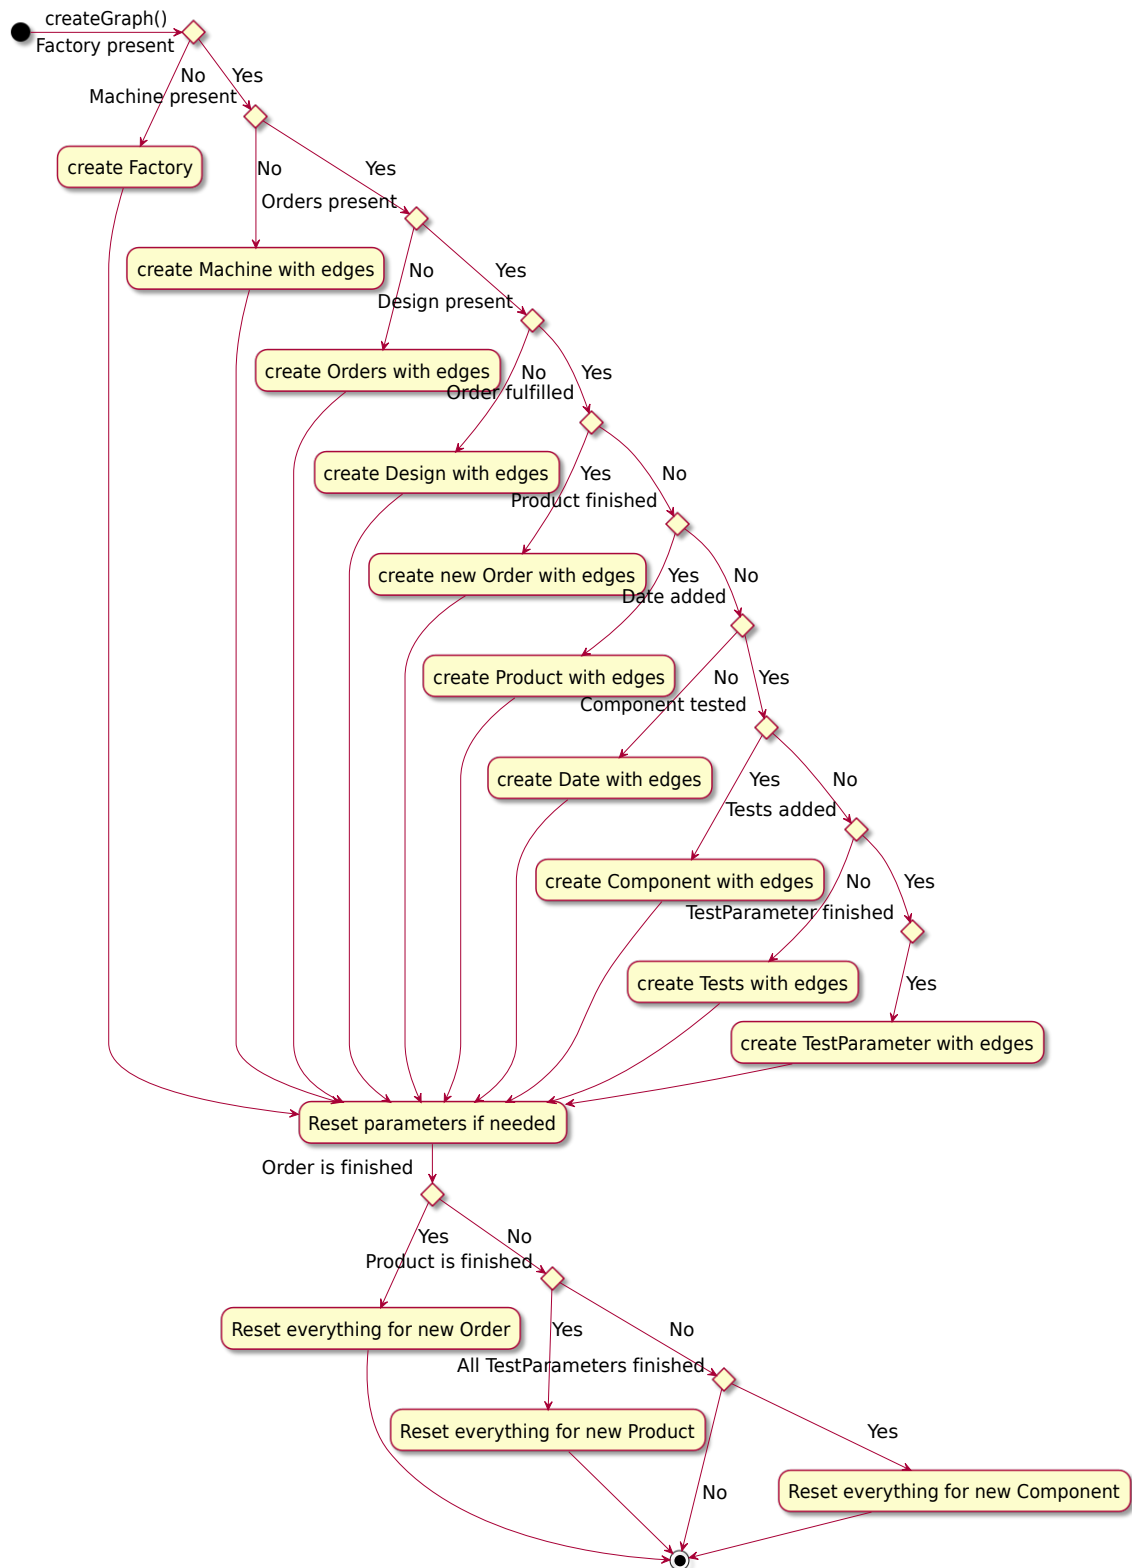 createGraph()
Factory present
No
Yes
Machine present
create Factory
No
Yes
Orders present
create Machine with edges
No
Yes
Design present
create Orders with edges
No
Yes
Order fulfilled
create Design with edges
Yes
No
Product finished
create new Order with edges
Yes
No
Date added
create Product with edges
No
Yes
Component tested
create Date with edges
Yes
No
Tests added
create Component with edges
No
Yes
TestParameter finished
create Tests with edges
Yes
create TestParameter with edges
Reset parameters if needed
Order is finished
Yes
No
Product is finished
Reset everything for new Order
Yes
No
All TestParameters finished
Reset everything for new Product
Yes
No
Reset everything for new Component